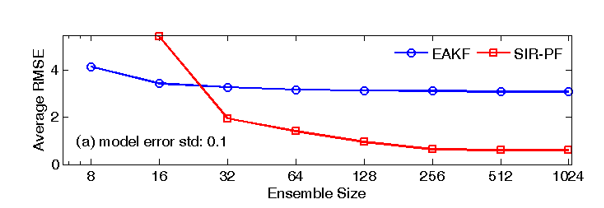 EAKF SIR-PF
4
2
0
Average RMSE
(a) model error std: 0.1
8 16 32 64 128 256 512 1024
Ensemble Size